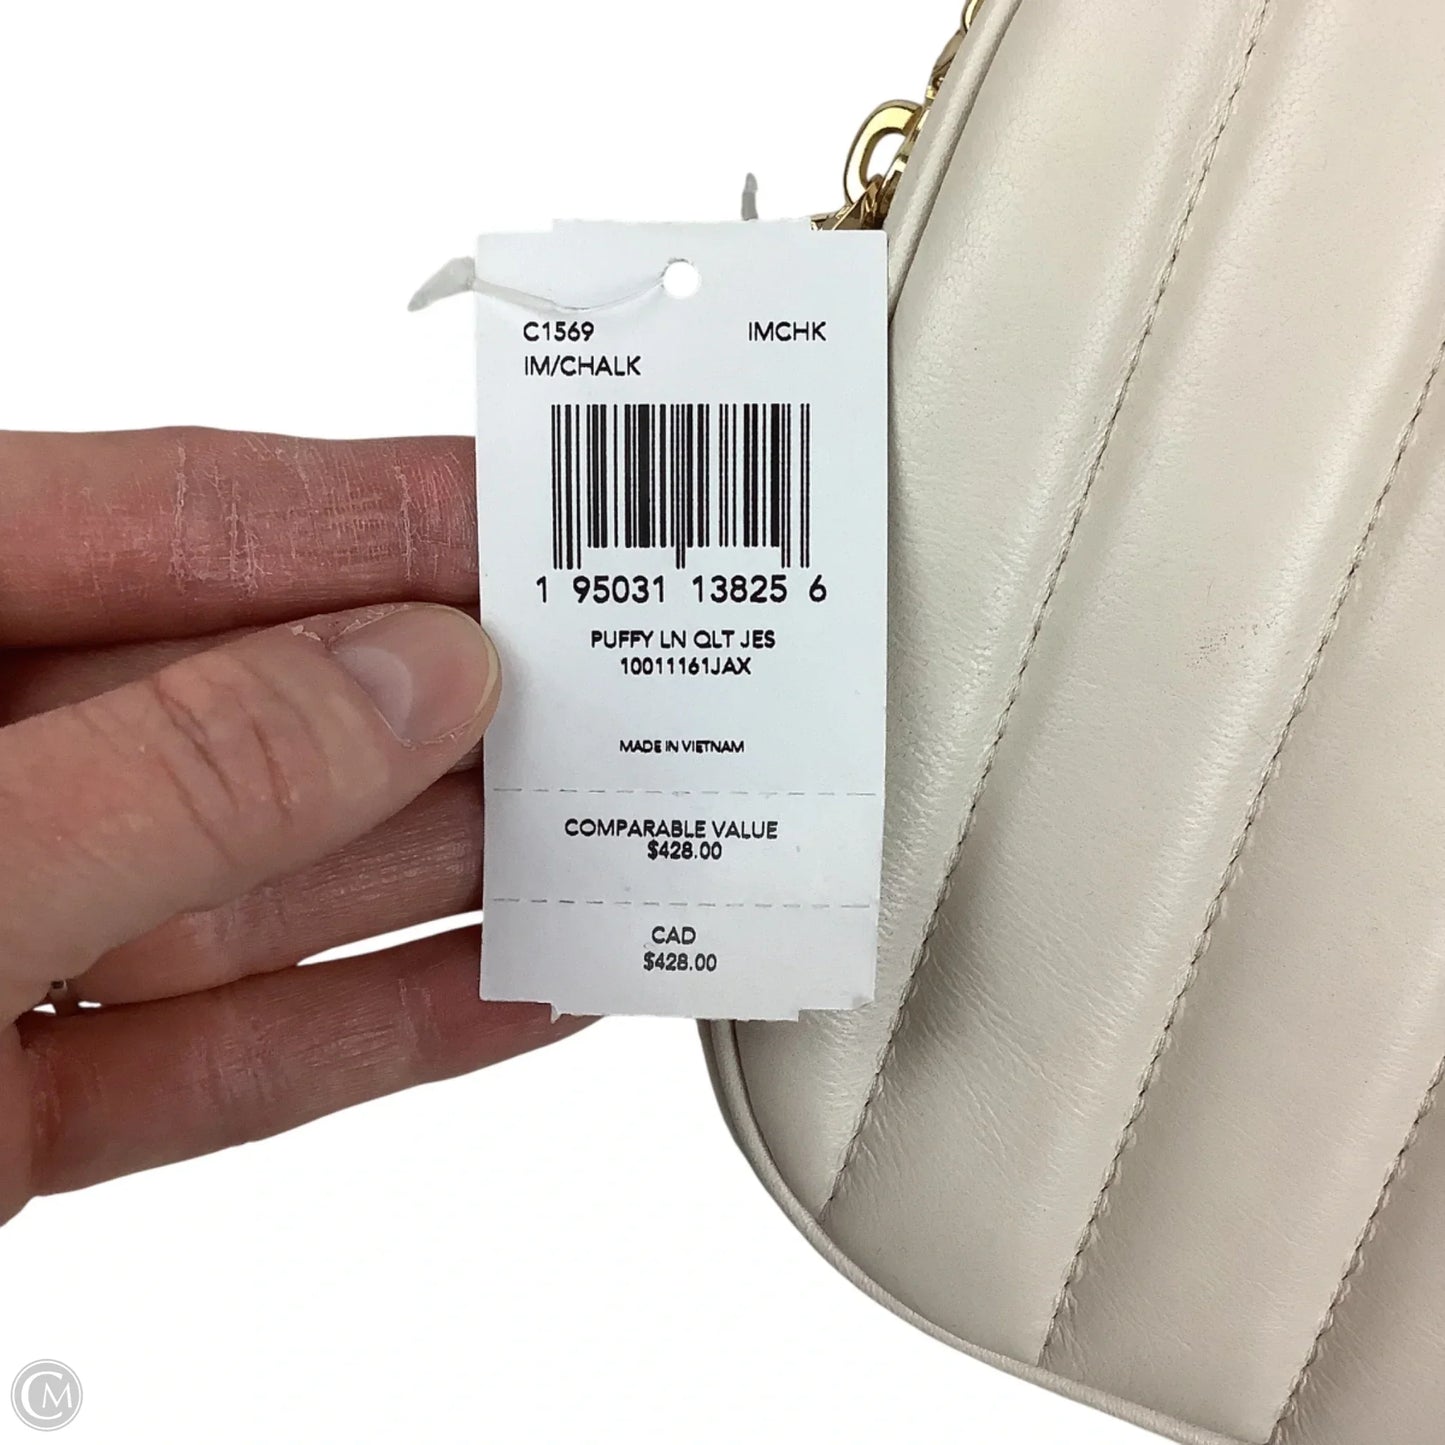 C1569 IMCHK
IM/CHALK
1 95031 13825 6
PUFFY LN QLT JES
10011161JAX
MADE IN VIETNAM
COMPARABLE VALUE
$428.00
CAD
$428.00
CM